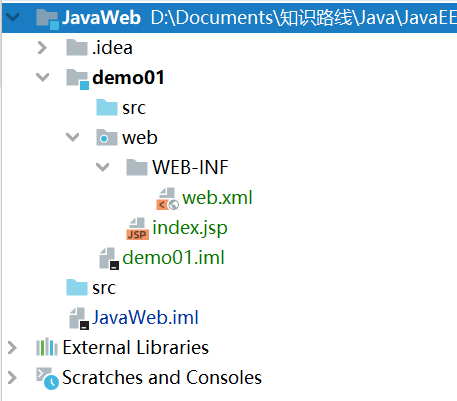 JavaWeb D:\Documents\知识路线\Java\JavaEE
.idea
demo01
src
web
WEB-INF
web.xml
JSP index.jsp
demo01.iml
src
JavaWeb.iml
External Libraries
Scratches and Consoles